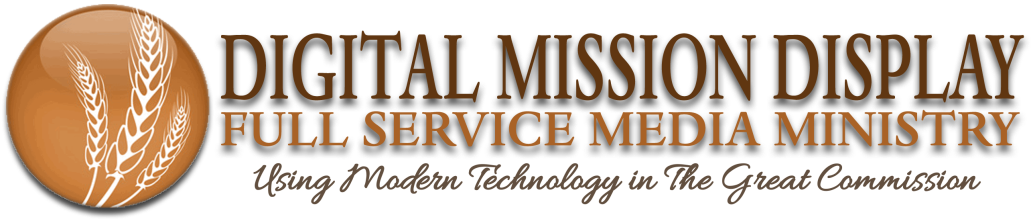 DIGITAL MISSION DISPLAY
FULL SERVICE MEDIA MINISTRY
Using Modern Technology in The Great Commission